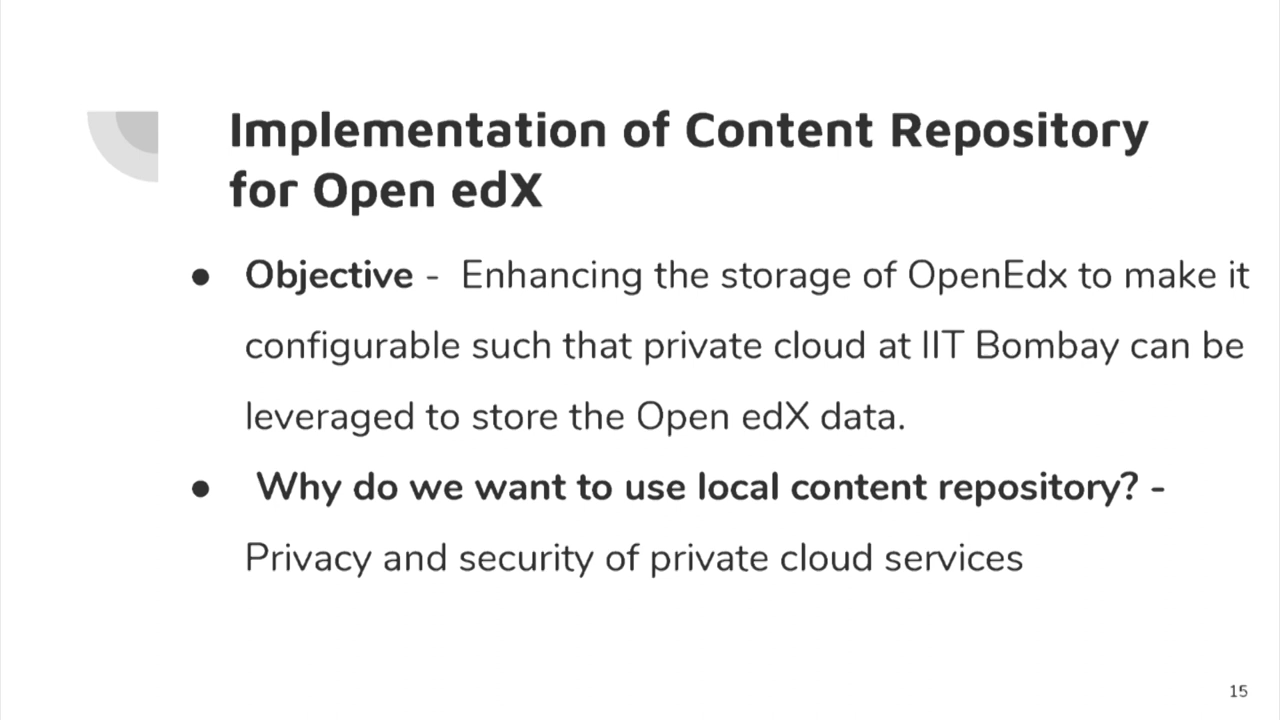 Implementation of Content Repository
for Open edX
● Objective - Enhancing the storage of OpenEdx to make it
configurable such that private cloud at IIT Bombay can be
leveraged to store the Open edX data.
● Why do we want to use local content repository? -
Privacy and security of private cloud services
15